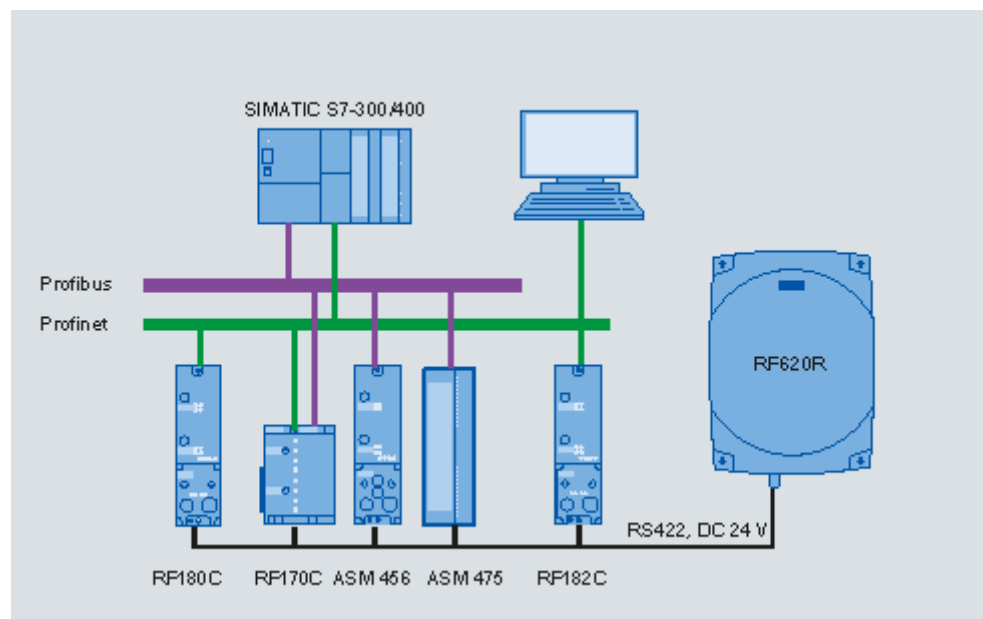 SIMATIC S7-300/400
Profibus
Profinet
RF620R
RS422, DC 24 V
RF180C
RF170C
ASM 456
ASM 475
RF182C